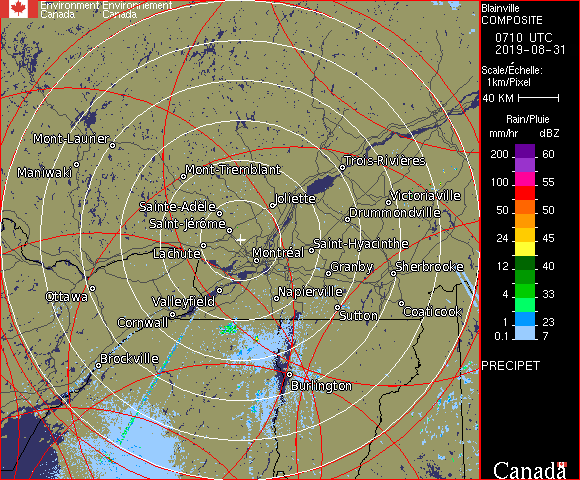 Environment Environnement
Canada Canada
Blainville
COMPOSITE
0710 UTC
2019-08-31
Scale/Échelle:
1km/Pixel
40 KM
Rain/Pluie
mm/hr dBZ
200 60
100 55
50 50
24 45
12 40
4 33
1 23
0.1 7
PRECIPET
Mont-Laurier
Maniwaki
Mont-Tremblant
Trois-Rivières
Joliette
Victoriaville
Sainte-Adele
Drummondville
Saint-Jérôme
Saint-Hyacinthe
Lachute
Montréal
Granby
Sherbrooke
Ottawa
Valleyfield
Napierville
Coaticook
Cornwall
Sutton
Brockville
Burlington
Canada